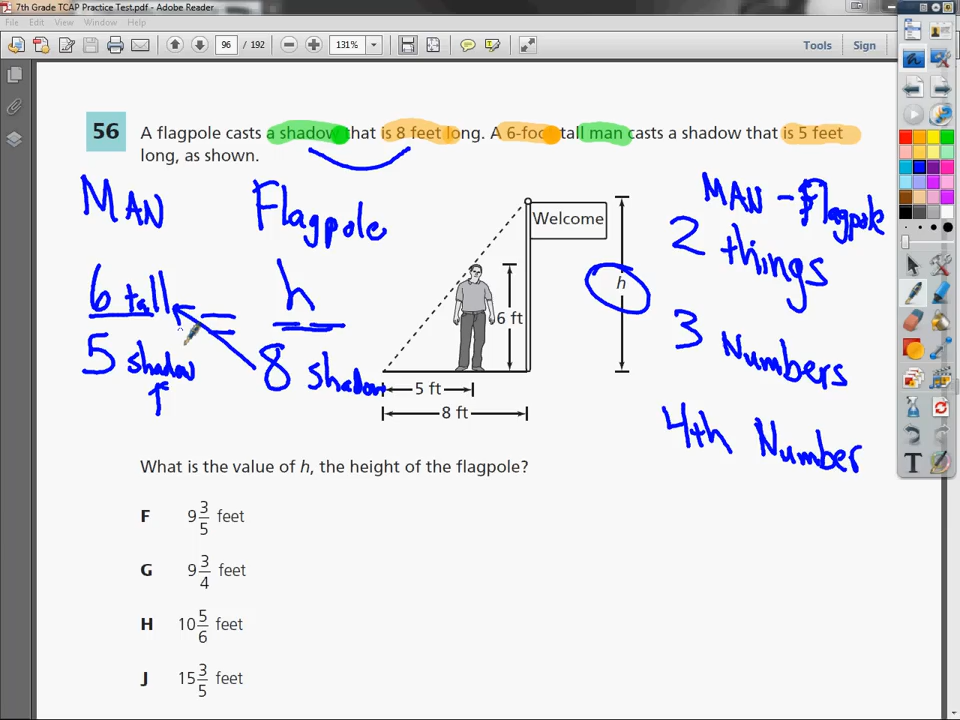 7th Grade TCAP Practice Test.pdf - Adobe Reader
File Edit View Window Help
96 / 192 131% Tools Sign
56 A flagpole casts a shadow that is 8 feet long. A 6-foot tall man casts a shadow that is 5 feet
long, as shown.
MAN Flagpole
MAN - Flagpole
Welcome
2 things
6 tall = h
h
6 ft
5 shadow 8 shadow
3 Numbers
5 ft
8 ft
4th Number
What is the value of h, the height of the flagpole?
F 9 3/5 feet
G 9 3/4 feet
H 10 5/6 feet
J 15 3/5 feet
T